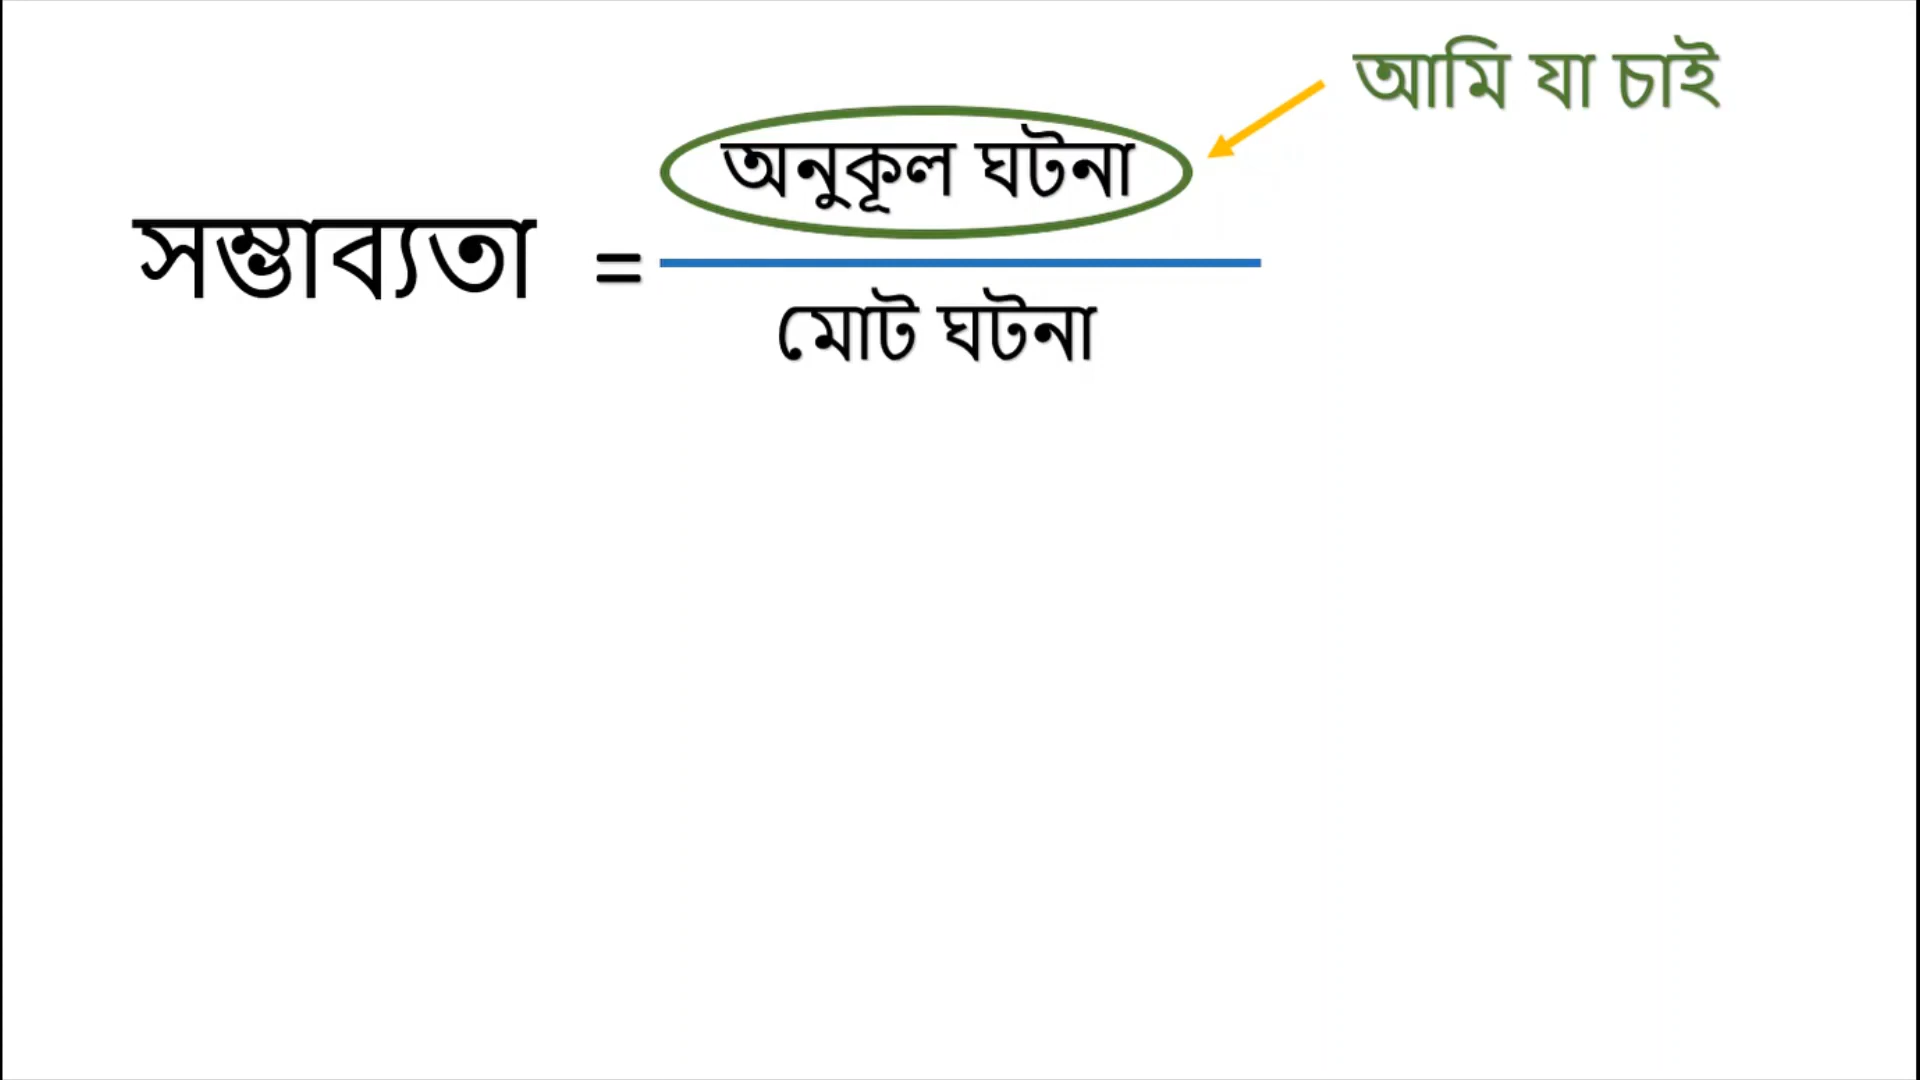 আমি যা চাই
অনুকূল ঘটনা
সম্ভাব্যতা =
মোট ঘটনা